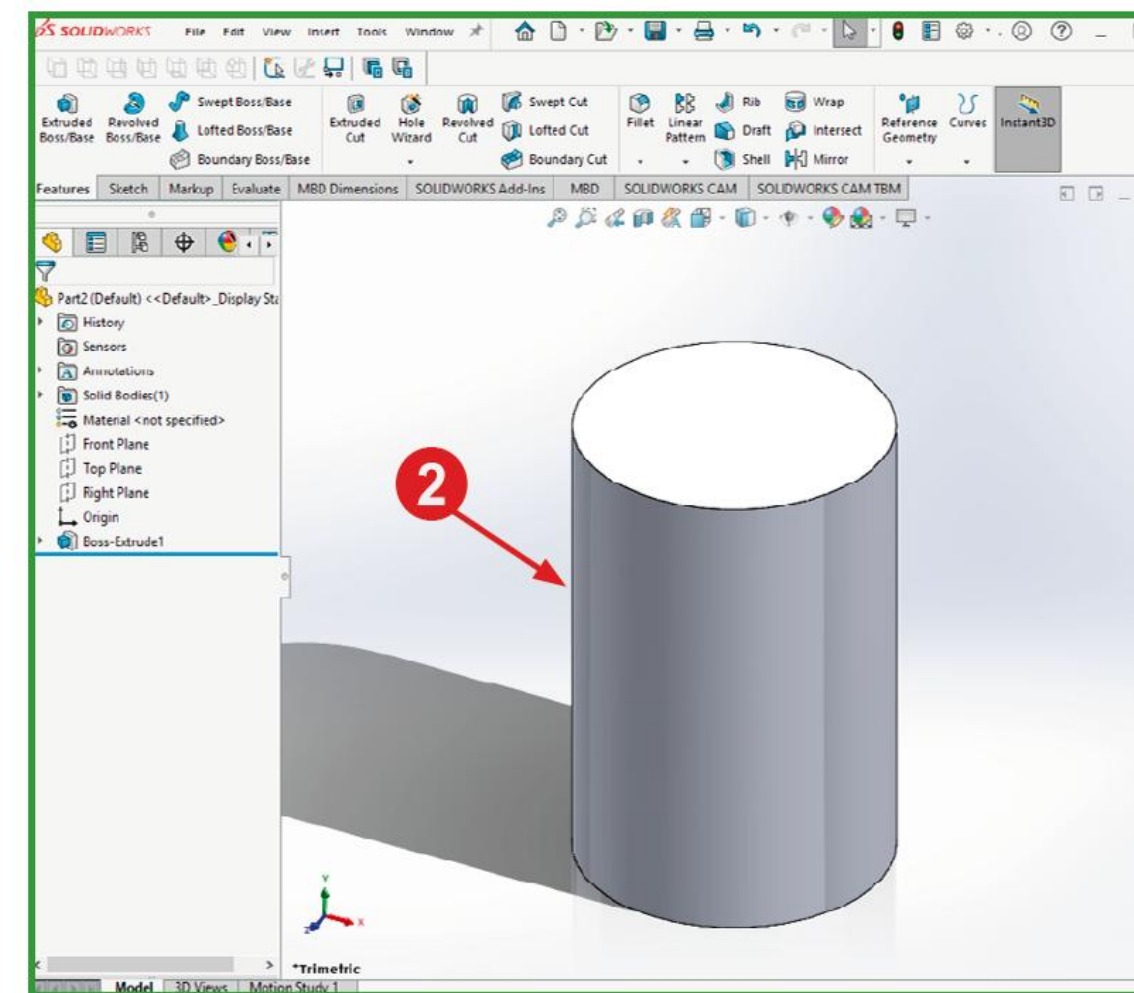 SOLIDWORKS File Edit View Insert Tools Window
Swept Boss/Base Swept Cut Rib Wrap
Extruded Boss/Base Revolved Boss/Base Lofted Boss/Base Extruded Cut Hole Wizard Revolved Cut Lofted Cut Fillet Linear Pattern Draft Intersect Reference Geometry Curves Instant3D
Boundary Boss/Base Boundary Cut Shell Mirror
Features Sketch Markup Evaluate MBD Dimensions SOLIDWORKS Add-Ins MBD SOLIDWORKS CAM SOLIDWORKS CAM TBM
Part2 (Default) <<Default>_Display Sta
History
Sensors
Annotations
Solid Bodies(1)
Material <not specified>
Front Plane
Top Plane
Right Plane
Origin
Boss-Extrude1
2
Y
X
Z
*Trimetric
Model 3D Views Motion Study 1